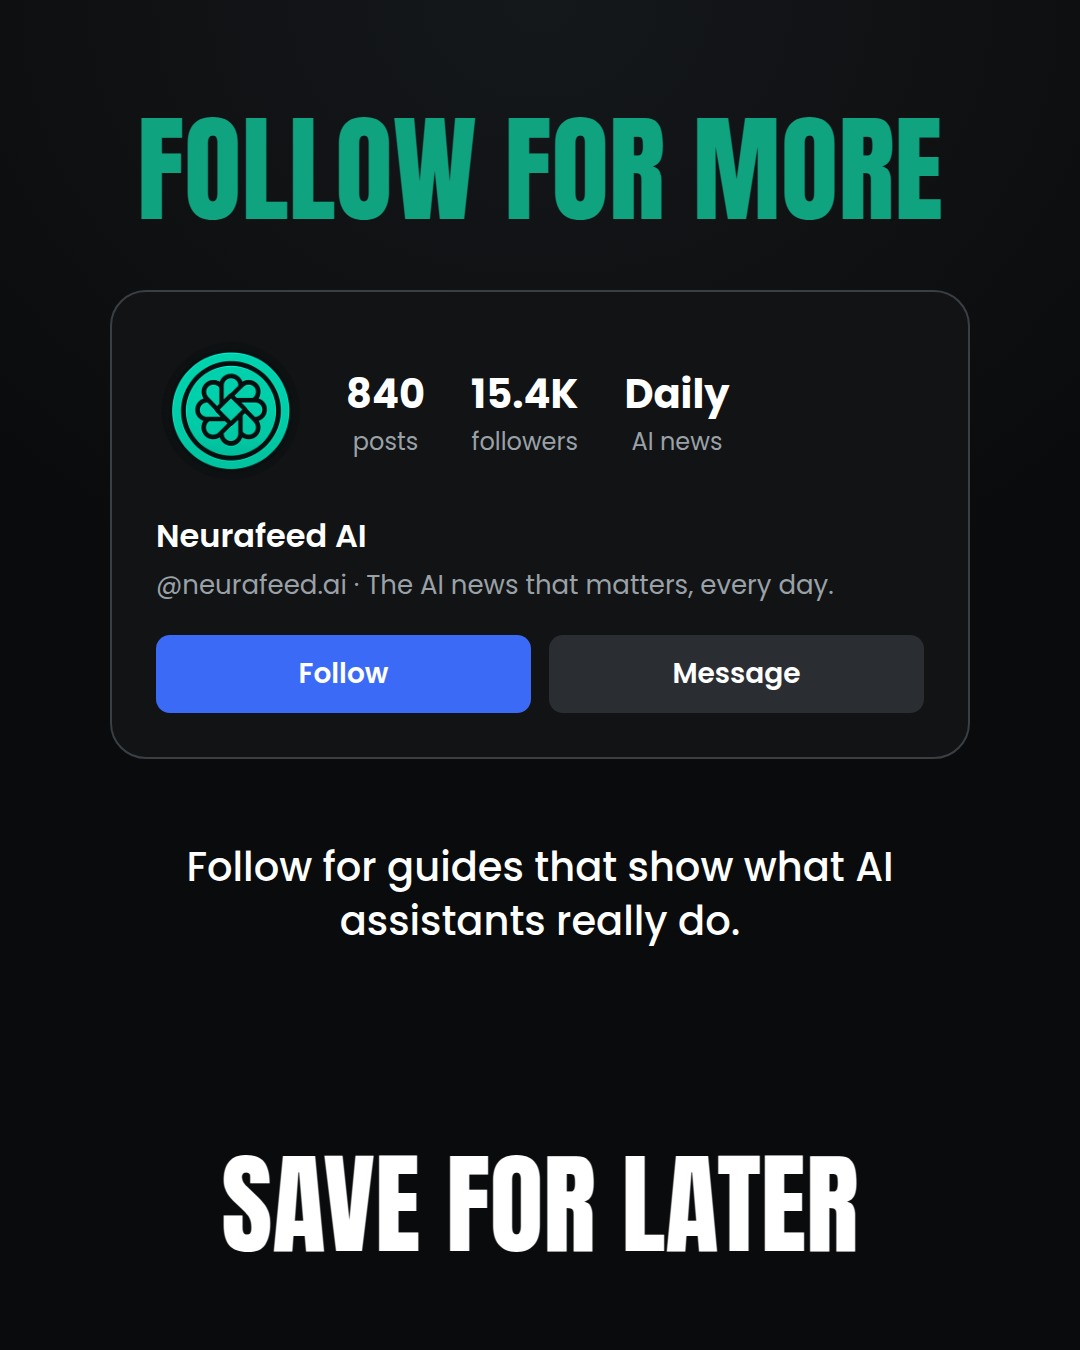 FOLLOW FOR MORE
840 15.4K Daily
posts followers AI news
Neurafeed AI
@neurafeed.ai · The AI news that matters, every day.
Follow Message
Follow for guides that show what AI
assistants really do.
SAVE FOR LATER